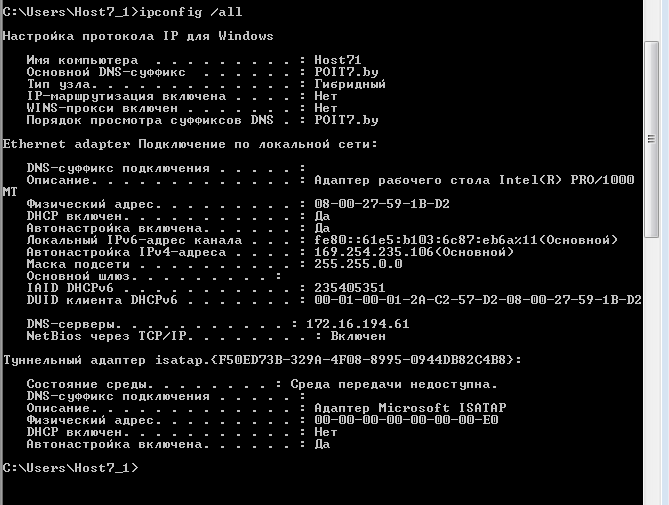 C:\Users\Host7_1>ipconfig /all
Настройка протокола IP для Windows
Имя компьютера . . . . . . . . . : Host71
Основной DNS-суффикс . . . . . . : POIT7.by
Тип узла. . . . . . . . . . . . . : Гибридный
IP-маршрутизация включена . . . . : Нет
WINS-прокси включен . . . . . . . : Нет
Порядок просмотра суффиксов DNS . : POIT7.by
Ethernet adapter Подключение по локальной сети:
DNS-суффикс подключения . . . . . :
Описание. . . . . . . . . . . . . : Адаптер рабочего стола Intel(R) PRO/1000
MT
Физический адрес. . . . . . . . . : 08-00-27-59-1B-D2
DHCP включен. . . . . . . . . . . : Да
Автонастройка включена. . . . . . : Да
Локальный IPv6-адрес канала . . . : fe80::61e5:b103:6c87:eb6a%11(Основной)
Автонастройка IPv4-адреса . . . . : 169.254.235.106(Основной)
Маска подсети . . . . . . . . . . : 255.255.0.0
Основной шлюз. . . . . . . . . :
IAID DHCPv6 . . . . . . . . . . . : 235405351
DUID клиента DHCPv6 . . . . . . . : 00-01-00-01-2A-C2-57-D2-08-00-27-59-1B-D2
DNS-серверы. . . . . . . . . . . : 172.16.194.61
NetBios через TCP/IP. . . . . . . . : Включен
Туннельный адаптер isatap.{F50ED73B-329A-4F08-8995-0944DB82C4B8}:
Состояние среды. . . . . . . . : Среда передачи недоступна.
DNS-суффикс подключения . . . . . :
Описание. . . . . . . . . . . . . : Адаптер Microsoft ISATAP
Физический адрес. . . . . . . . . : 00-00-00-00-00-00-00-E0
DHCP включен. . . . . . . . . . . : Нет
Автонастройка включена. . . . . . : Да
C:\Users\Host7_1>